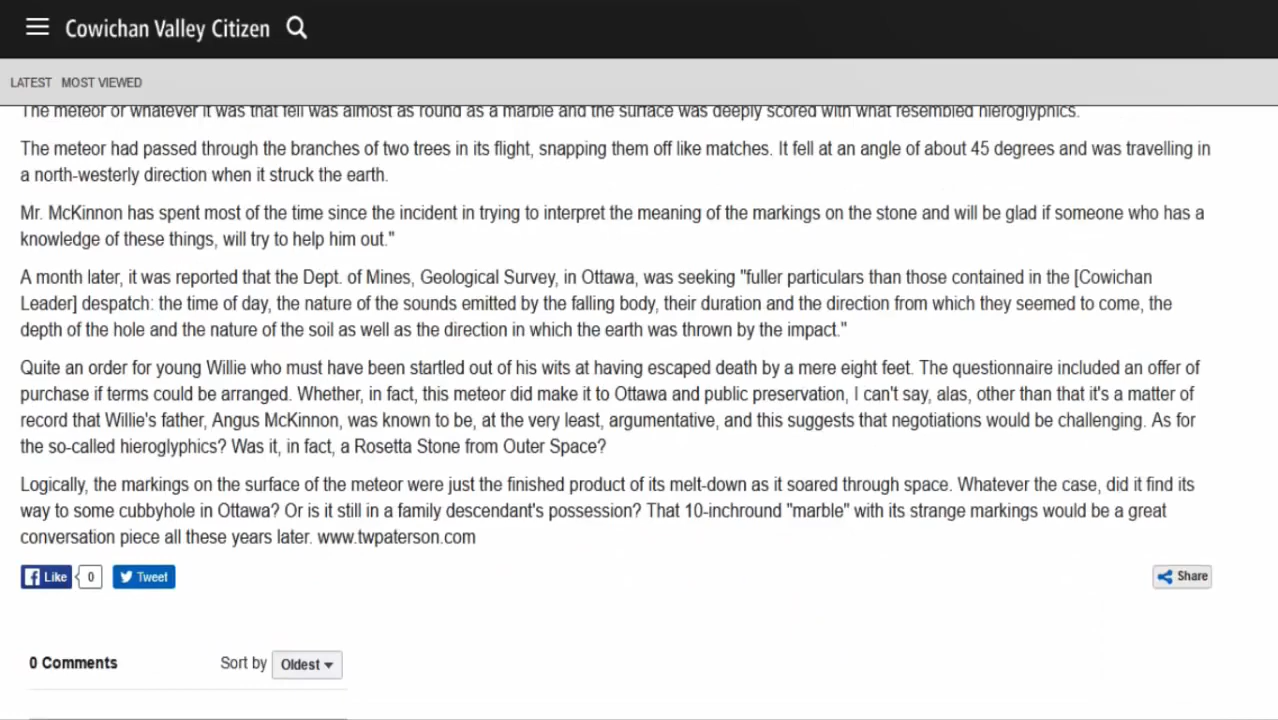 Cowichan Valley Citizen
LATEST MOST VIEWED
The meteor or whatever it was that fell was almost as round as a marble and the surface was deeply scored with what resembled hieroglyphics.
The meteor had passed through the branches of two trees in its flight, snapping them off like matches. It fell at an angle of about 45 degrees and was travelling in
a north-westerly direction when it struck the earth.
Mr. McKinnon has spent most of the time since the incident in trying to interpret the meaning of the markings on the stone and will be glad if someone who has a
knowledge of these things, will try to help him out."
A month later, it was reported that the Dept. of Mines, Geological Survey, in Ottawa, was seeking "fuller particulars than those contained in the [Cowichan
Leader] despatch: the time of day, the nature of the sounds emitted by the falling body, their duration and the direction from which they seemed to come, the
depth of the hole and the nature of the soil as well as the direction in which the earth was thrown by the impact."
Quite an order for young Willie who must have been startled out of his wits at having escaped death by a mere eight feet. The questionnaire included an offer of
purchase if terms could be arranged. Whether, in fact, this meteor did make it to Ottawa and public preservation, I can't say, alas, other than that it's a matter of
record that Willie's father, Angus McKinnon, was known to be, at the very least, argumentative, and this suggests that negotiations would be challenging. As for
the so-called hieroglyphics? Was it, in fact, a Rosetta Stone from Outer Space?
Logically, the markings on the surface of the meteor were just the finished product of its melt-down as it soared through space. Whatever the case, did it find its
way to some cubbyhole in Ottawa? Or is it still in a family descendant's possession? That 10-inchround "marble" with its strange markings would be a great
conversation piece all these years later. www.twpaterson.com
Like 0 Tweet Share
0 Comments Sort by Oldest